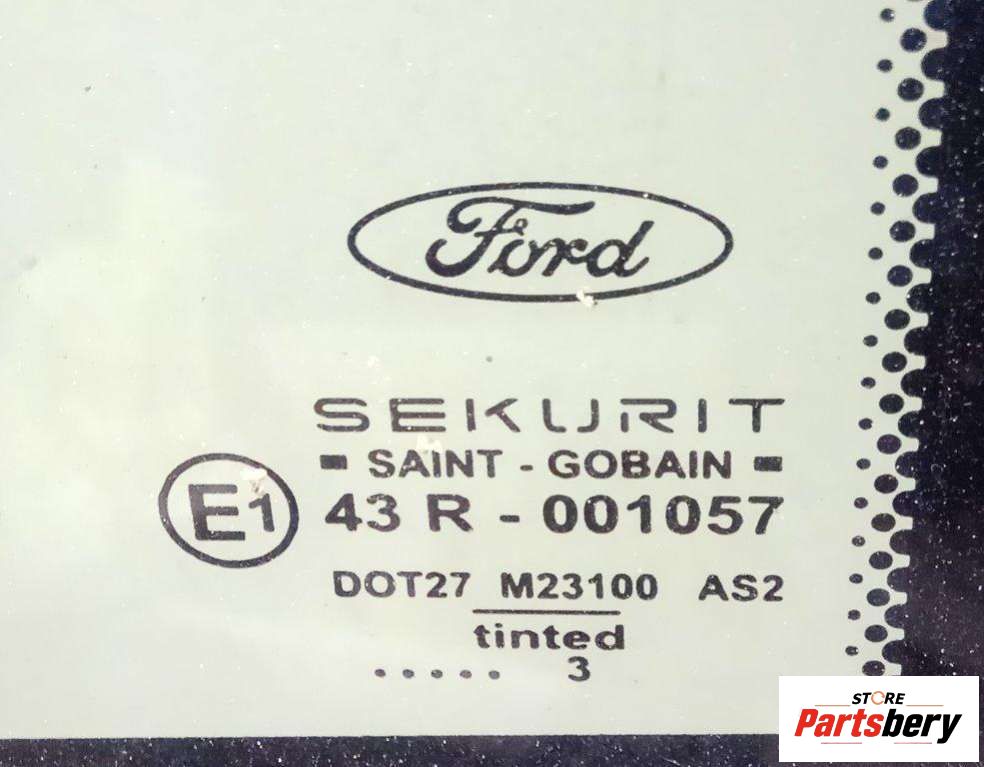 Ford
SEKURIT
SAINT - GOBAIN
E1 43 R - 001057
DOT27 M23100 AS2
tinted
..... 3
STORE
Partsbery